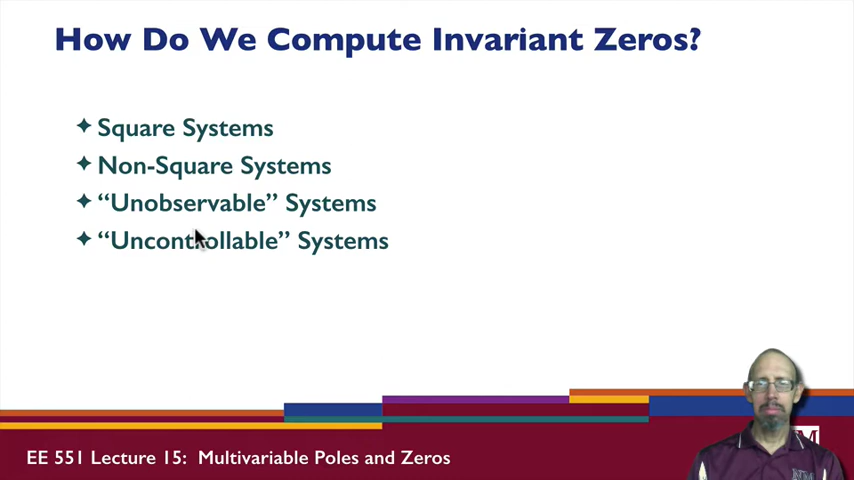 How Do We Compute Invariant Zeros?
Square Systems
Non-Square Systems
“Unobservable” Systems
“Uncontrollable” Systems
EE 551 Lecture 15: Multivariable Poles and Zeros